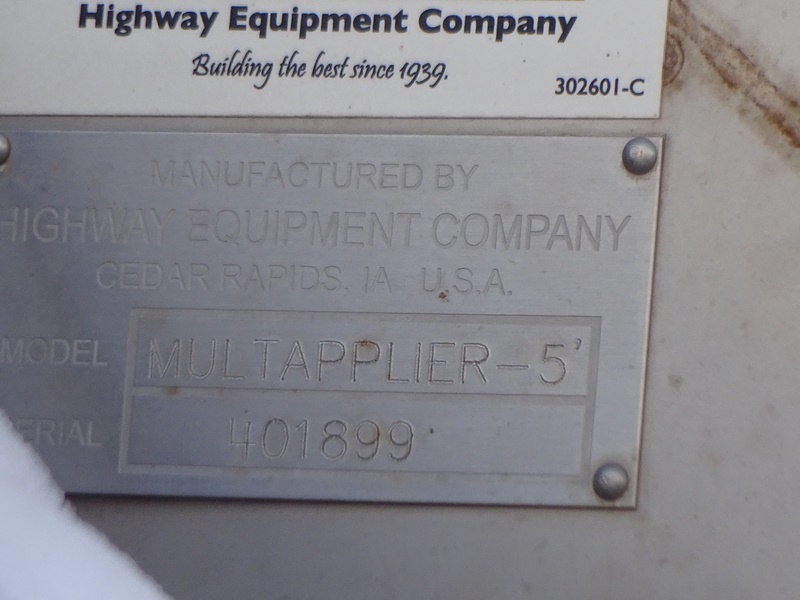 Highway Equipment Company
Building the best since 1939.
302601-C
MANUFACTURED BY
HIGHWAY EQUIPMENT COMPANY
CEDAR RAPIDS, IA U.S.A.
MODEL MULTAPPLIER-5'
SERIAL 401899